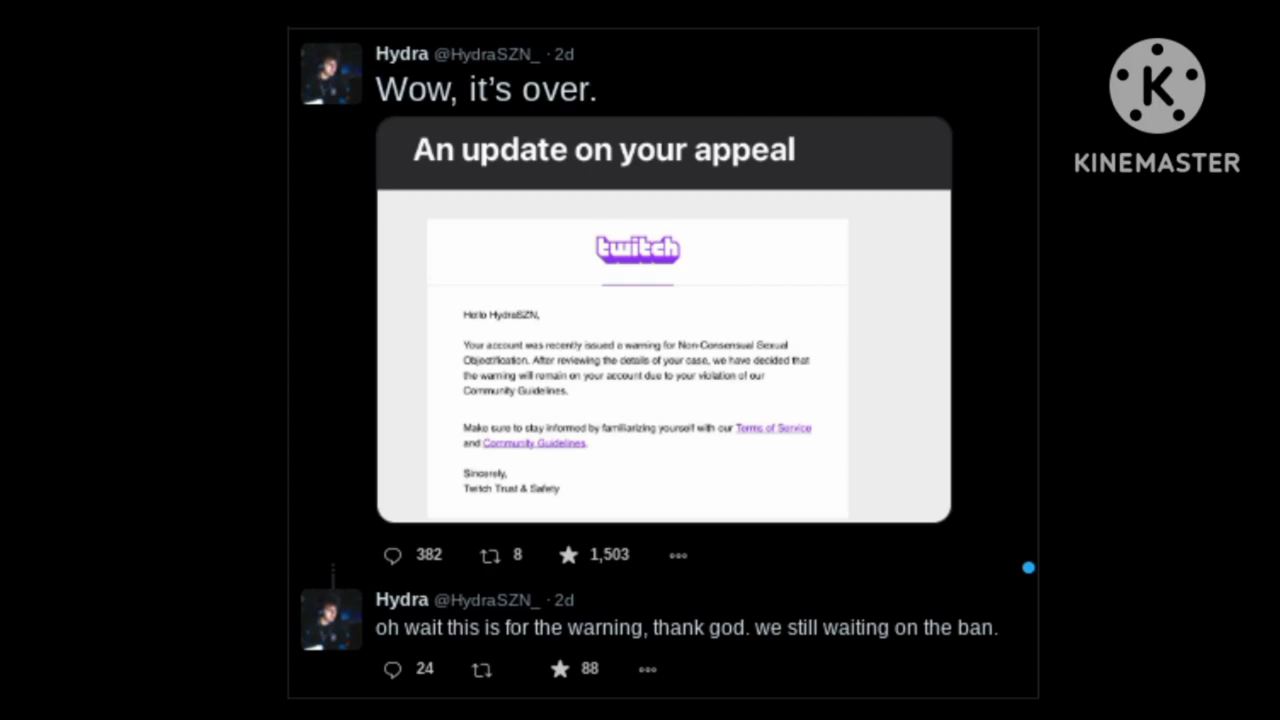 Hydra @HydraSZN_ · 2d
Wow, it's over.
An update on your appeal
twitch
Hello HydraSZN,
Your account was recently issued a warning for Non-Consensual Sexual
Objectification. After reviewing the details of your case, we have decided that
the warning will remain on your account due to your violation of our
Community Guidelines.
Make sure to stay informed by familiarizing yourself with our Terms of Service
and Community Guidelines.
Sincerely,
Twitch Trust & Safety
382 8 1,503
Hydra @HydraSZN_ · 2d
oh wait this is for the warning, thank god. we still waiting on the ban.
24 88
K
KINEMASTER